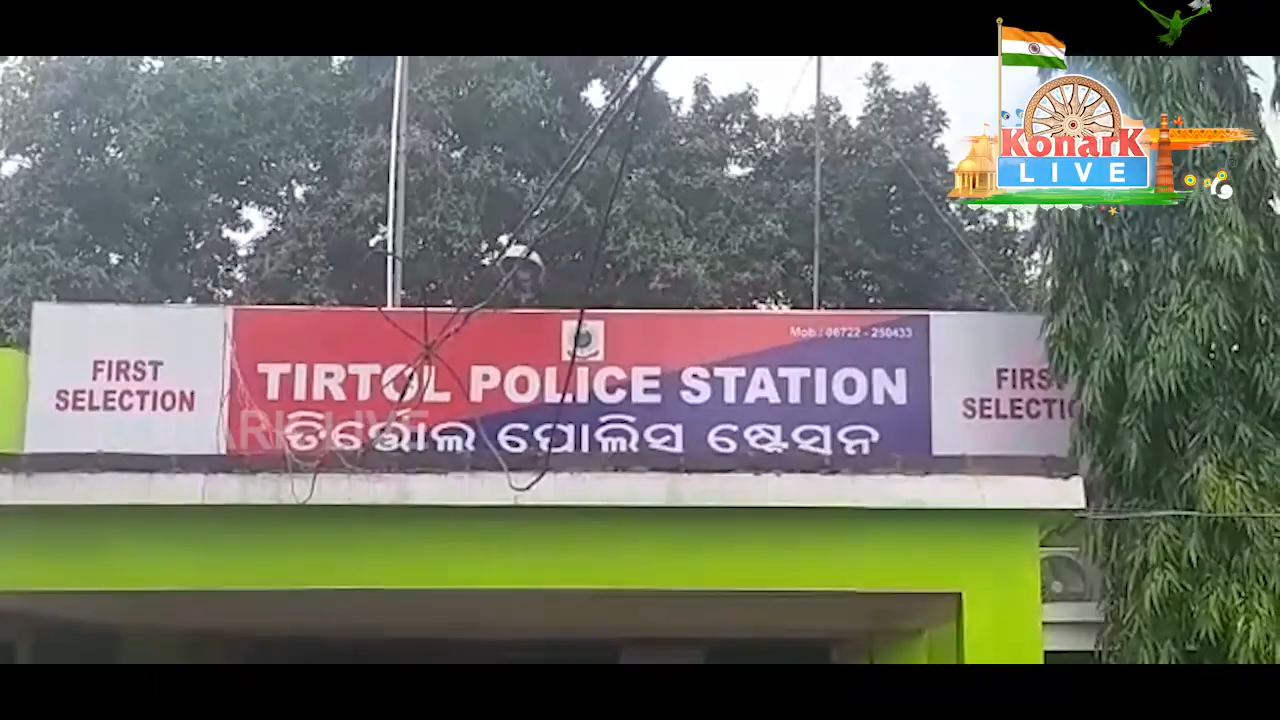 KonarK
LIVE
Mob : 06722 - 250433
FIRST
SELECTION
TIRTOL POLICE STATION
ତିର୍ତ୍ତୋଲ ପୋଲିସ ଷ୍ଟେସନ
FIRST
SELECTIO